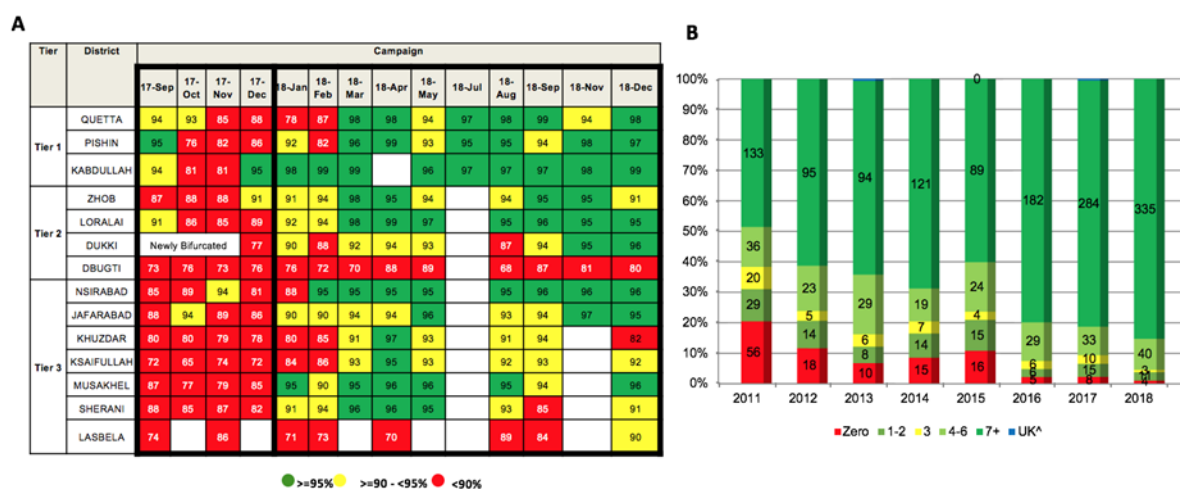 A
Tier District Campaign
17-Sep 17-Oct 17-Nov 17-Dec 18-Jan 18-Feb 18-Mar 18-Apr 18-May 18-Jul 18-Aug 18-Sep 18-Nov 18-Dec
Tier 1
QUETTA 94 93 85 88 78 87 98 98 94 97 98 99 94 98
PISHIN 95 76 82 86 92 82 96 99 93 95 95 94 98 97
KABDULLAH 94 81 81 95 98 99 99 96 97 97 97 98 99
Tier 2
ZHOB 87 88 88 91 91 94 98 95 94 94 95 95 91
LORALAI 91 86 85 89 92 94 98 99 97 95 96 95 95
DUKKI Newly Bifurcated 77 90 88 92 94 93 87 94 95 96
DBUGTI 73 76 73 76 76 72 70 88 89 68 87 81 80
Tier 3
NSIRABAD 85 89 94 81 88 95 95 95 95 95 96 96 96
JAFARABAD 88 94 89 86 90 90 94 94 96 91 94 97 95
KHUZDAR 80 80 79 78 80 85 91 97 93 91 93 82
KSAIFULLAH 72 65 74 72 84 86 93 95 93 92 93 92
MUSAKHEL 87 77 79 85 95 90 95 96 96 95 94 96
SHERANI 88 85 87 82 91 94 96 96 95 93 85 91
LASBELA 74 86 71 73 70 89 84 90
>=95% >=90 - <95% <90%
B
100%
90%
80%
70%
60%
50%
40%
30%
20%
10%
0%
0
133 95 94 121 89 182 284 335
36 23 29 19 24 29 33 40
20 5 6 7 4 6 10 3
29 14 8 14 15 15
56 18 10 15 16 5 8
2011 2012 2013 2014 2015 2016 2017 2018
Zero 1-2 3 4-6 7+ UK^